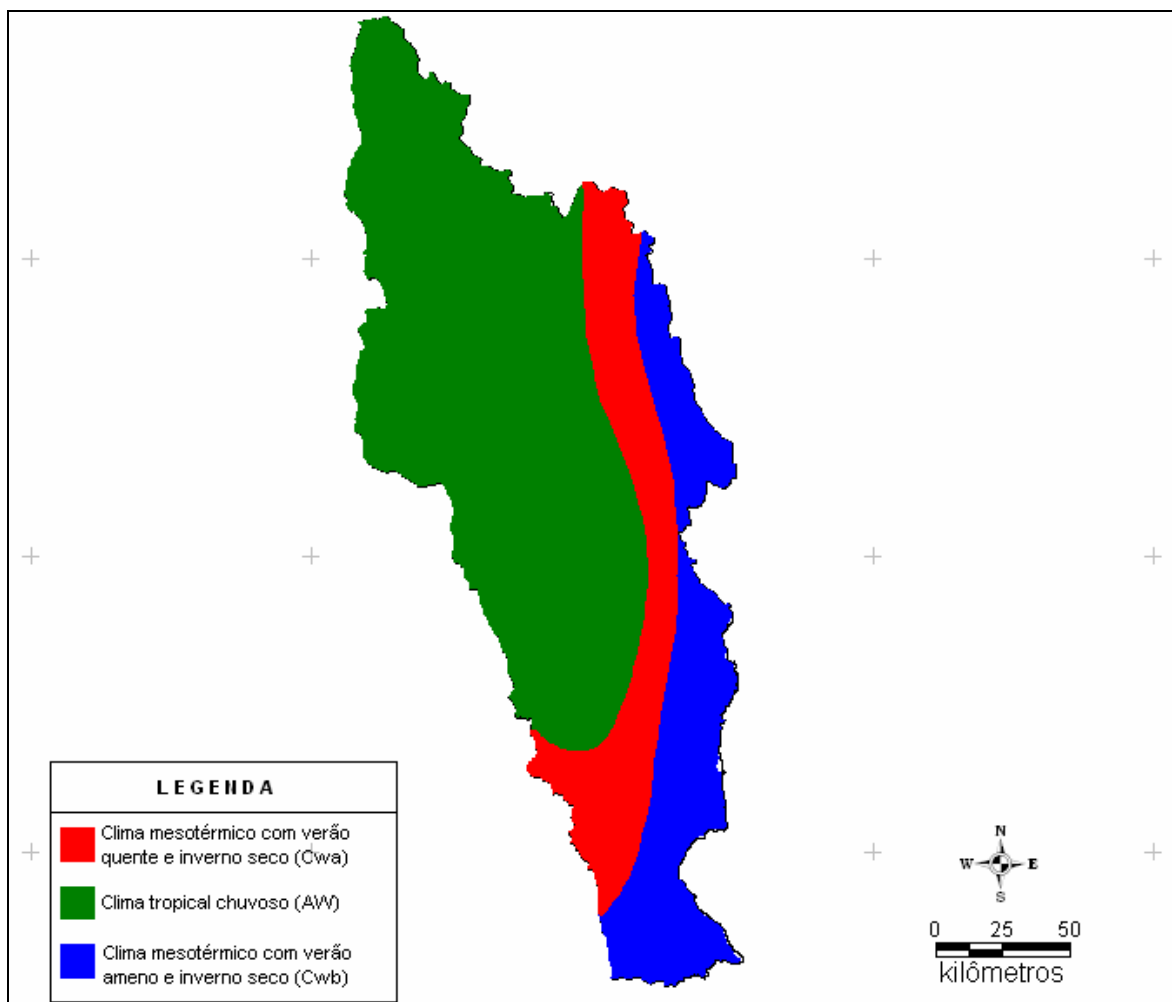 LEGENDA
Clima mesotérmico com verão
quente e inverno seco (Cwa)
Clima tropical chuvoso (AW)
Clima mesotérmico com verão
ameno e inverno seco (Cwb)
N
W E
S
0 25 50
kilômetros